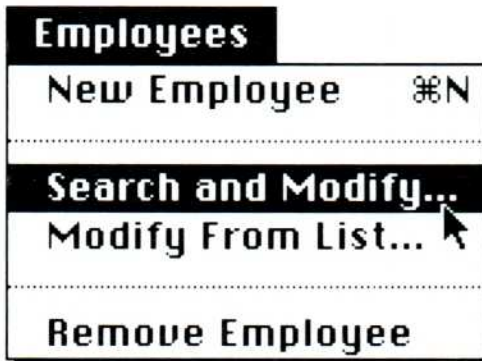 Employees
New Employee ⌘N
Search and Modify...
Modify From List...
Remove Employee